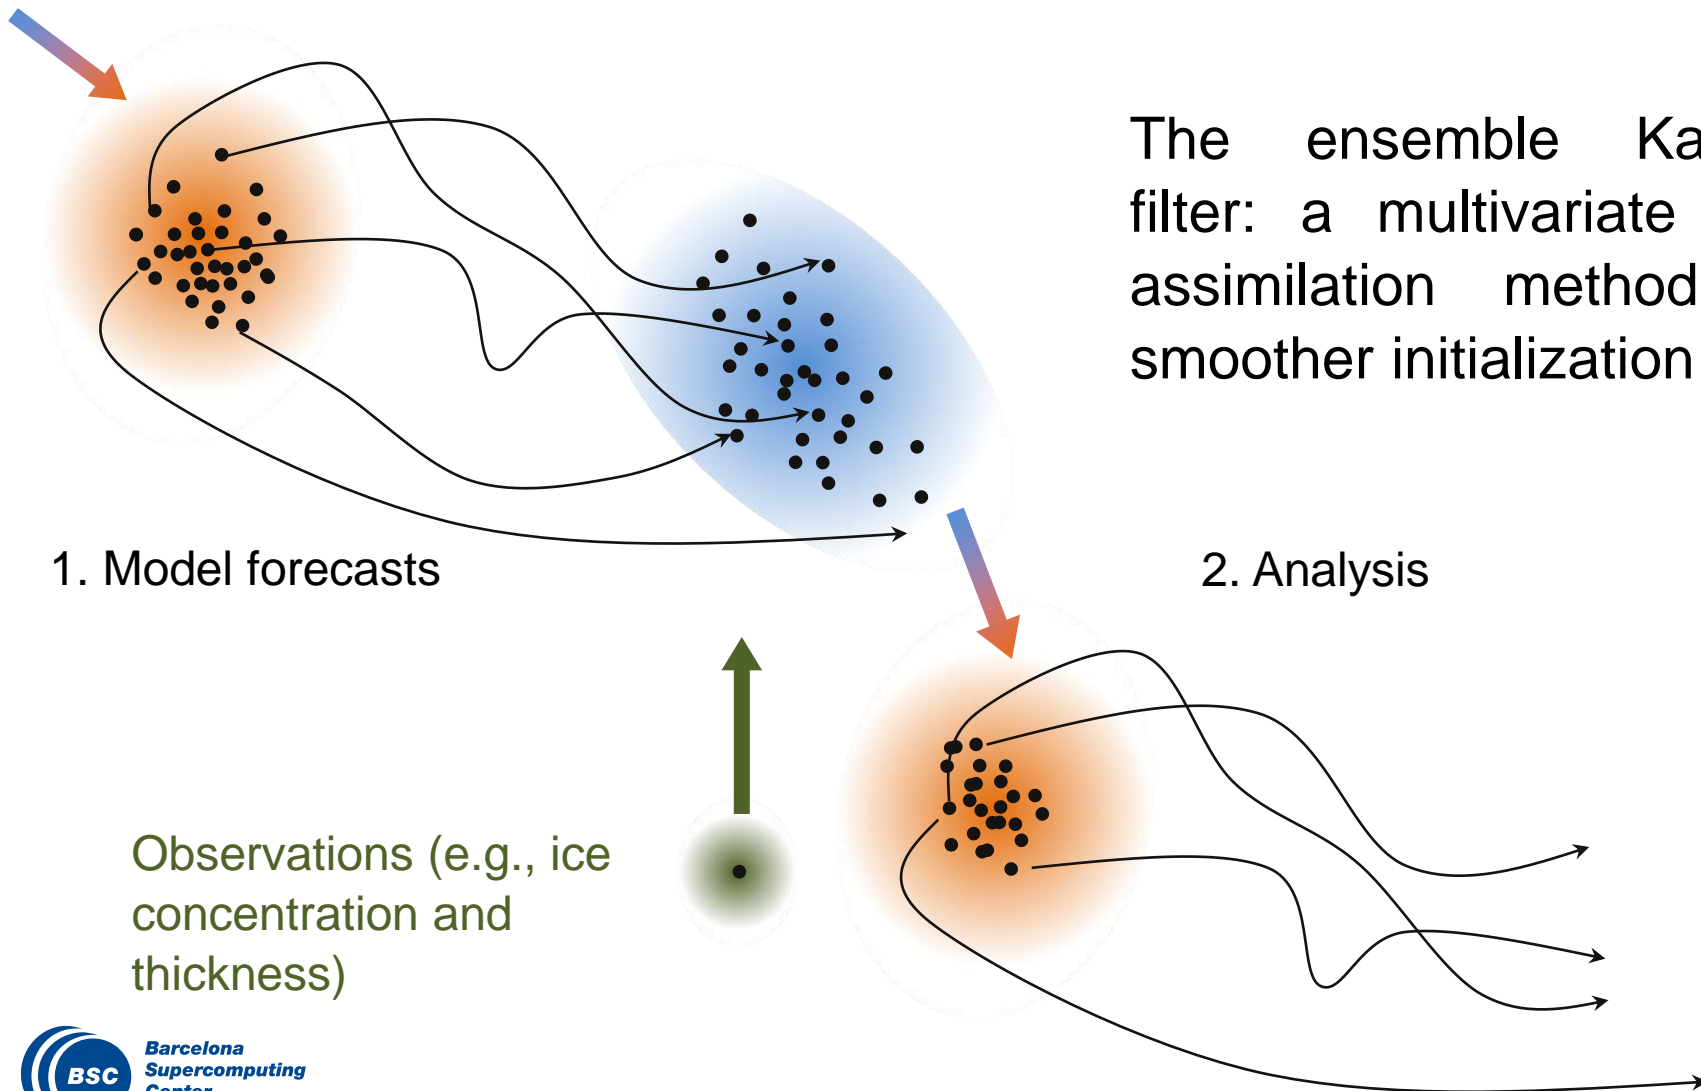 The ensemble
filter: a multivariate
assimilation method
smoother initialization
1. Model forecasts
2. Analysis
Observations (e.g., ice
concentration and
thickness)
BSC
Barcelona
Supercomputing
Center